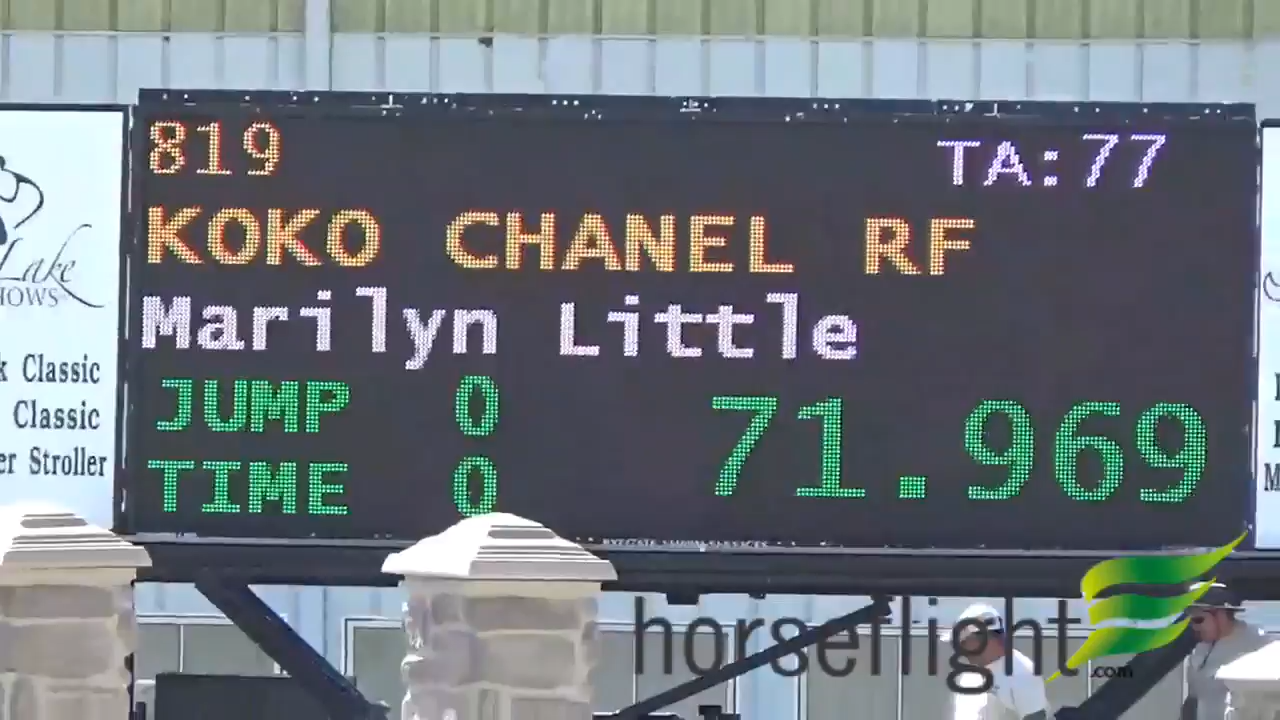 819
TA:77
KOKO CHANEL RF
Marilyn Little
JUMP 0
TIME 0
71.969
Lake
Classic
Classic
Stroller
horseflight
.com